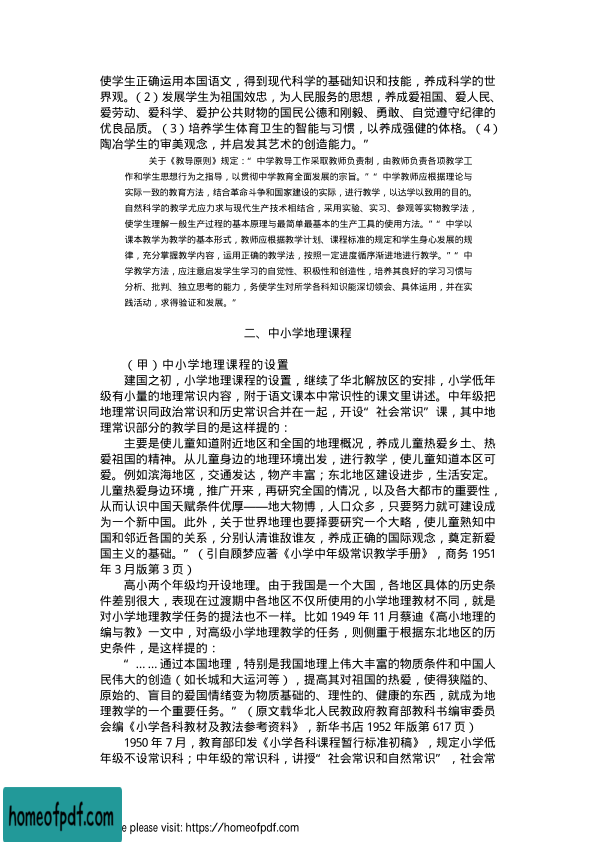 使学生正确运用本国语文，得到现代科学的基础知识和技能，养成科学的世
界观。（2）发展学生为祖国效忠，为人民服务的思想，养成爱祖国、爱人民、
爱劳动、爱科学、爱护公共财物的国民公德和刚毅、勇敢、自觉遵守纪律的
优良品质。（3）培养学生体育卫生的智能与习惯，以养成强健的体格。（4）
陶冶学生的审美观念，并启发其艺术的创造能力。”
关于《教导原则》规定：“中学教导工作采取教师负责制，由教师负责各项教学工
作和学生思想行为之指导，以贯彻中学教育全面发展的宗旨。”“中学教师应根据理论与
实际一致的教育方法，结合革命斗争和国家建设的实际，进行教学，以达学以致用的目的。
自然科学的教学尤应力求与现代生产技术相结合，采用实验、实习、参观等实物教学法，
使学生理解一般生产过程的基本原理与最简单最基本的生产工具的使用方法。”“中学以
课本教学为教学的基本形式，教师应根据教学计划、课程标准的规定和学生身心发展的规
律，充分掌握教学内容，运用正确的教学法，按照一定进度循序渐进地进行教学。”“中
学教学方法，应注意启发学生学习的自觉性、积极性和创造性，培养其良好的学习习惯与
分析、批判、独立思考的能力，务使学生对所学各科知识能深切领会、具体运用，并在实
践活动，求得验证和发展。”
二、中小学地理课程
（甲）中小学地理课程的设置
建国之初，小学地理课程的设置，继续了华北解放区的安排，小学低年
级有小量的地理常识内容，附于语文课本中常识性的课文里讲述。中年级把
地理常识同政治常识和历史常识合并在一起，开设“社会常识”课，其中地
理常识部分的教学目的是这样提的：
主要是使儿童知道附近地区和全国的地理概况，养成儿童热爱乡土、热
爱祖国的精神。从儿童身边的地理环境出发，进行教学，使儿童知道本区可
爱。例如滨海地区，交通发达，物产丰富；东北地区建设进步，生活安定。
儿童热爱身边环境，推广开来，再研究全国的情况，以及各大都市的重要性，
从而认识中国天赋条件优厚——地大物博，人口众多，只要努力就可建设成
为一个新中国。此外，关于世界地理也要择要研究一个大略，使儿童熟知中
国和邻近各国的关系，分别认清谁敌谁友，养成正确的国际观念，奠定新爱
国主义的基础。”（引自顾梦应著《小学中年级常识教学手册》，商务 1951
年 3 月版第 3 页）
高小两个年级均开设地理。由于我国是一个大国，各地区具体的历史条
件差别很大，表现在过渡期中各地区不仅所使用的小学地理教材不同，就是
对小学地理教学任务的提法也不一样。比如 1949 年 11 月蔡迪《高小地理的
编与教》一文中，对高级小学地理教学的任务，则侧重于根据东北地区的历
史条件，是这样提的：
“……通过本国地理，特别是我国地理上伟大丰富的物质条件和中国人
民伟大的创造（如长城和大运河等），提高其对祖国的热爱，使得狭隘的、
原始的、盲目的爱国情绪变为物质基础的、理性的、健康的东西，就成为地
理教学的一个重要任务。”（原文载华北人民教政府教育部教科书编审委员
会编《小学各科教材及教法参考资料》，新华书店 1952 年版第 617 页）
1950 年 7 月，教育部印发《小学各科课程暂行标准初稿》，规定小学低
年级不设常识科；中年级的常识科，讲授“社会常识和自然常识”，社会常
homeofpdf.com
e please visit: https://homeofpdf.com